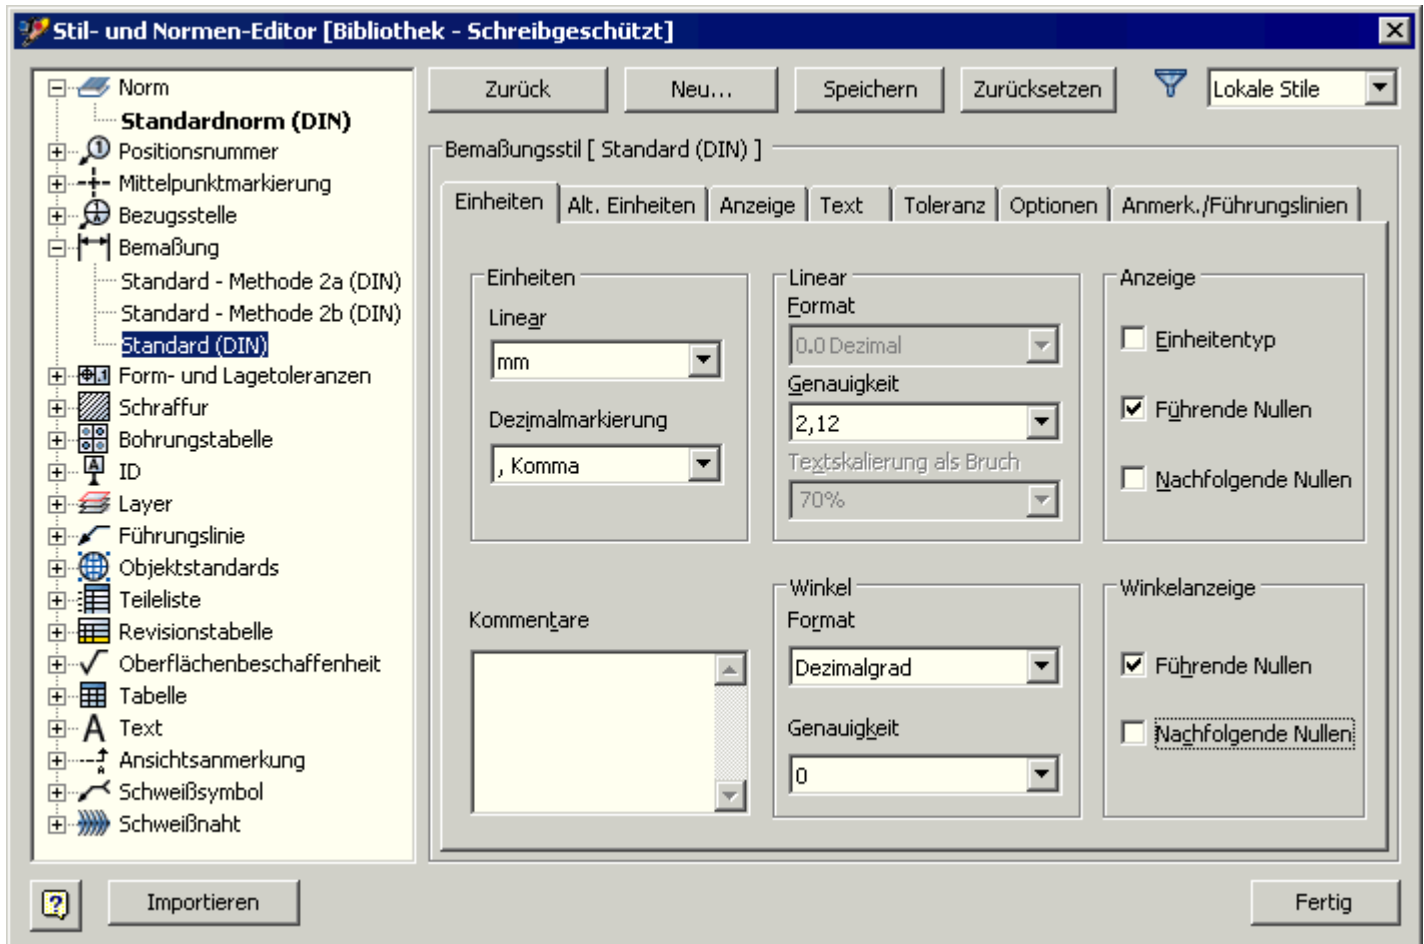 Stil- und Normen-Editor [Bibliothek - Schreibgeschützt]
Norm
Standardnorm (DIN)
Positionsnummer
Mittelpunktmarkierung
Bezugsstelle
Bemaßung
Standard - Methode 2a (DIN)
Standard - Methode 2b (DIN)
Standard (DIN)
Form- und Lagetoleranzen
Schraffur
Bohrungstabelle
ID
Layer
Führungslinie
Objektstandards
Teileliste
Revisionstabelle
Oberflächenbeschaffenheit
Tabelle
Text
Ansichtsanmerkung
Schweißsymbol
Schweißnaht
Zurück Neu... Speichern Zurücksetzen Lokale Stile
Bemaßungsstil [ Standard (DIN) ]
Einheiten Alt. Einheiten Anzeige Text Toleranz Optionen Anmerk./Führungslinien
Einheiten
Linear
mm
Dezimalmarkierung
, Komma
Linear
Format
0.0 Dezimal
Genauigkeit
2,12
Textskalierung als Bruch
70%
Anzeige
Einheitentyp
Führende Nullen
Nachfolgende Nullen
Kommentare
Winkel
Format
Dezimalgrad
Genauigkeit
0
Winkelanzeige
Führende Nullen
Nachfolgende Nullen
Importieren Fertig